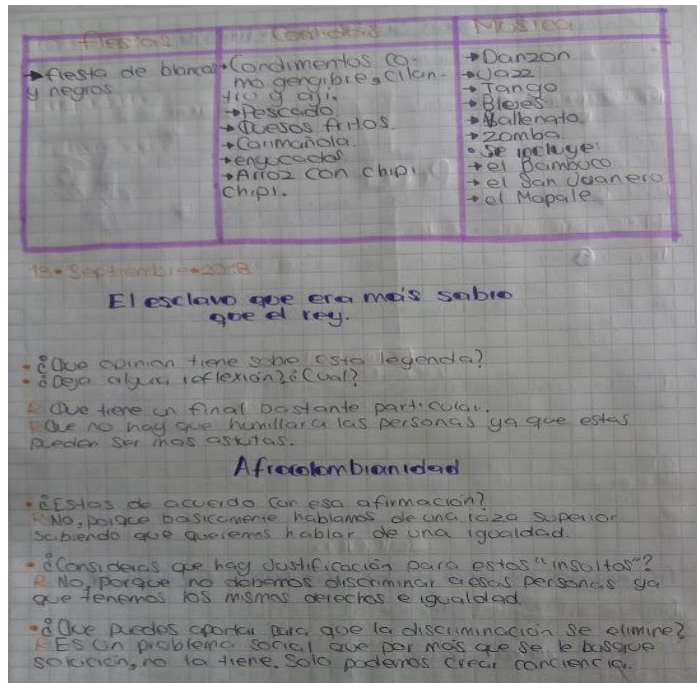 Fiestas
→ fiesta de blancos
y negros
Comidas
• Condimentos co-
mo gengibre, cilan-
tro y ají.
→ Pescado
→ Quesos fritos.
→ Carimañola
→ enyucados
→ Arroz con chipi
chipi.
Musica
→ Danzon
→ Jazz
→ Tango
→ Blues
→ Vallenato
→ Zomba
• se incluye:
→ el Bambuco
→ el San Juanero
→ el Mapale
18 • Septiembre • 2018
El esclavo que era más sabio
que el rey.
• ¿Que opinion tiene sobre esta legenda?
• ¿Deja alguna reflexión? ¿Cual?
R Que tiene un final bastante particular.
R Que no hay que humillar a las personas ya que estas
pueden ser mas astutas.
Afrocolombianidad
• ¿Estas de acuerdo con esa afirmación?
R No, porque basicamente hablamos de una raza superior
sabiendo que queremos hablar de una igualdad.
• ¿Consideras que hay Justificación para estos "insultos"?
R No, porque no debemos discriminar a esas personas ya
que tenemos los mismos derechos e igualdad.
• ¿Que puedes aportar para que la discriminación se elimine?
R Es un problema social que por más que se le busque
solución, no la tiene. Solo podemos crear conciencia.